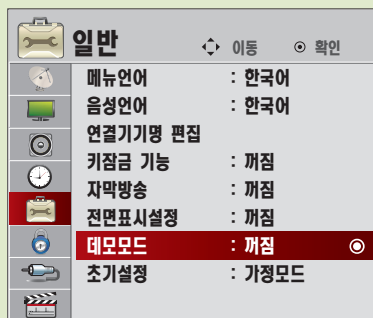 일반 이동 확인
메뉴언어 : 한국어
음성언어 : 한국어
연결기기명 편집
키잠금 기능 : 꺼짐
자막방송 : 꺼짐
전면표시설정 : 꺼짐
데모모드 : 꺼짐
초기설정 : 가정모드